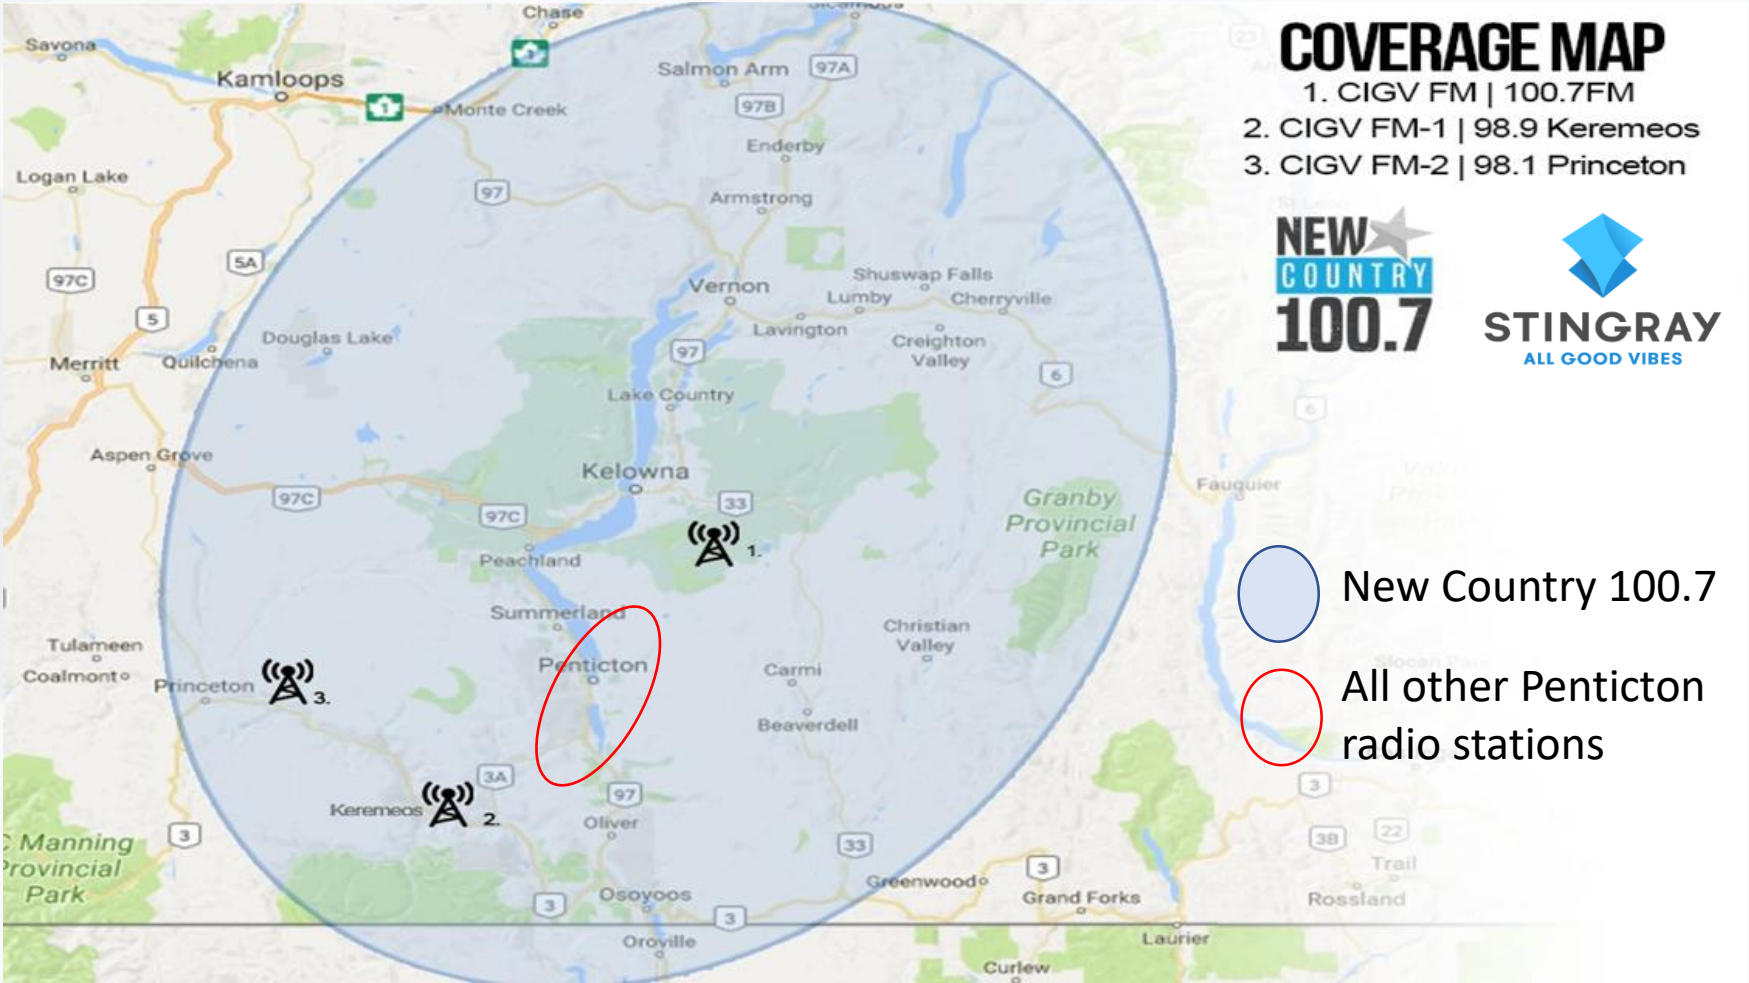 COVERAGE MAP
1. CIGV FM | 100.7FM
2. CIGV FM-1 | 98.9 Keremeos
3. CIGV FM-2 | 98.1 Princeton
NEW
COUNTRY
100.7
STINGRAY
ALL GOOD VIBES
New Country 100.7
All other Penticton
radio stations
Chase
Sicamous
Savona
1
Salmon Arm
97A
Kamloops
1
Monte Creek
97B
23
Enderby
Logan Lake
97
Armstrong
5A
97C
Vernon
Shuswap Falls
Lumby
Cherryville
5
Lavington
Douglas Lake
Creighton
Valley
Merritt
Quilchena
97
6
Lake Country
6
Aspen Grove
Kelowna
97C
97C
33
Granby
Provincial
Park
Fauquier
1.
Peachland
Summerland
Christian
Valley
Tulameen
Coalmont
Penticton
Carmi
Princeton
3.
Beaverdell
3A
Keremeos
2.
97
Oliver
3
3
3B
22
Manning
Provincial
Park
33
Trail
Greenwood
3
Grand Forks
Rossland
Osoyoos
3
3
Oroville
Laurier
Curlew